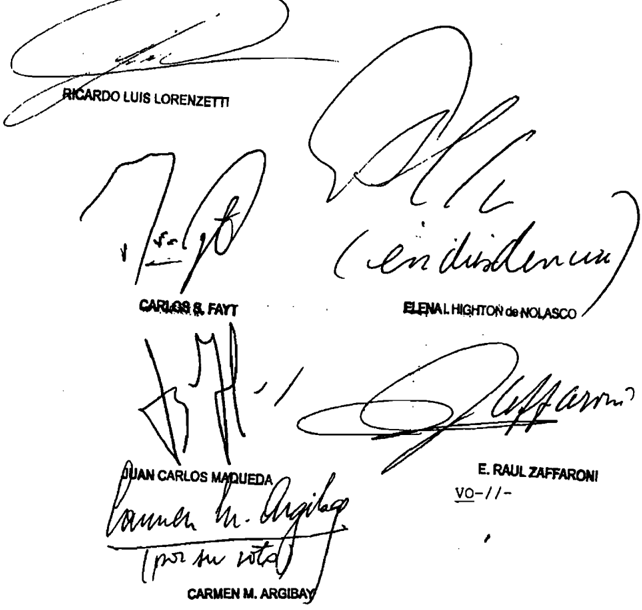 RICARDO LUIS LORENZETTI
(en disidencia)
CARLOS S. FAYT
ELENA I. HIGHTON de NOLASCO
Zaffaroni
JUAN CARLOS MAQUEDA
E. RAUL ZAFFARONI
VO-//-
Carmen M. Argibay
(por su voto)
CARMEN M. ARGIBAY